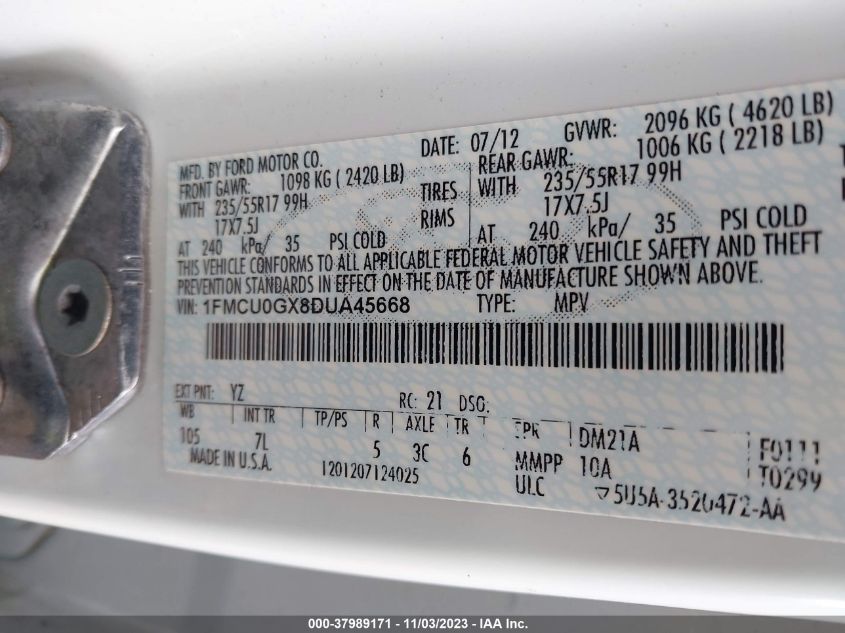 MFD. BY FORD MOTOR CO. DATE: 07/12 GVWR: 2096 KG ( 4620 LB)
FRONT GAWR: 1098 KG ( 2420 LB) REAR GAWR: 1006 KG ( 2218 LB)
WITH 235/55R17 99H TIRES WITH 235/55R17 99H
17X7.5J RIMS 17X7.5J
AT 240 kPa/ 35 PSI COLD AT 240 kPa/ 35 PSI COLD
THIS VEHICLE CONFORMS TO ALL APPLICABLE FEDERAL MOTOR VEHICLE SAFETY AND THEFT
PREVENTION STANDARDS IN EFFECT ON THE DATE OF MANUFACTURE SHOWN ABOVE.
VIN: 1FMCU0GX8DUA45668 TYPE: MPV
EXT PNT: YZ RC: 21 DSO:
WB INT TR TP/PS R AXLE TR SPR DM21A F0111
105 7L 5 3C 6 MMPP 10A T0299
MADE IN U.S.A. 1201207124025 ULC 5U5A-3520472-AA
000-37989171 - 11/03/2023 - IAA Inc.